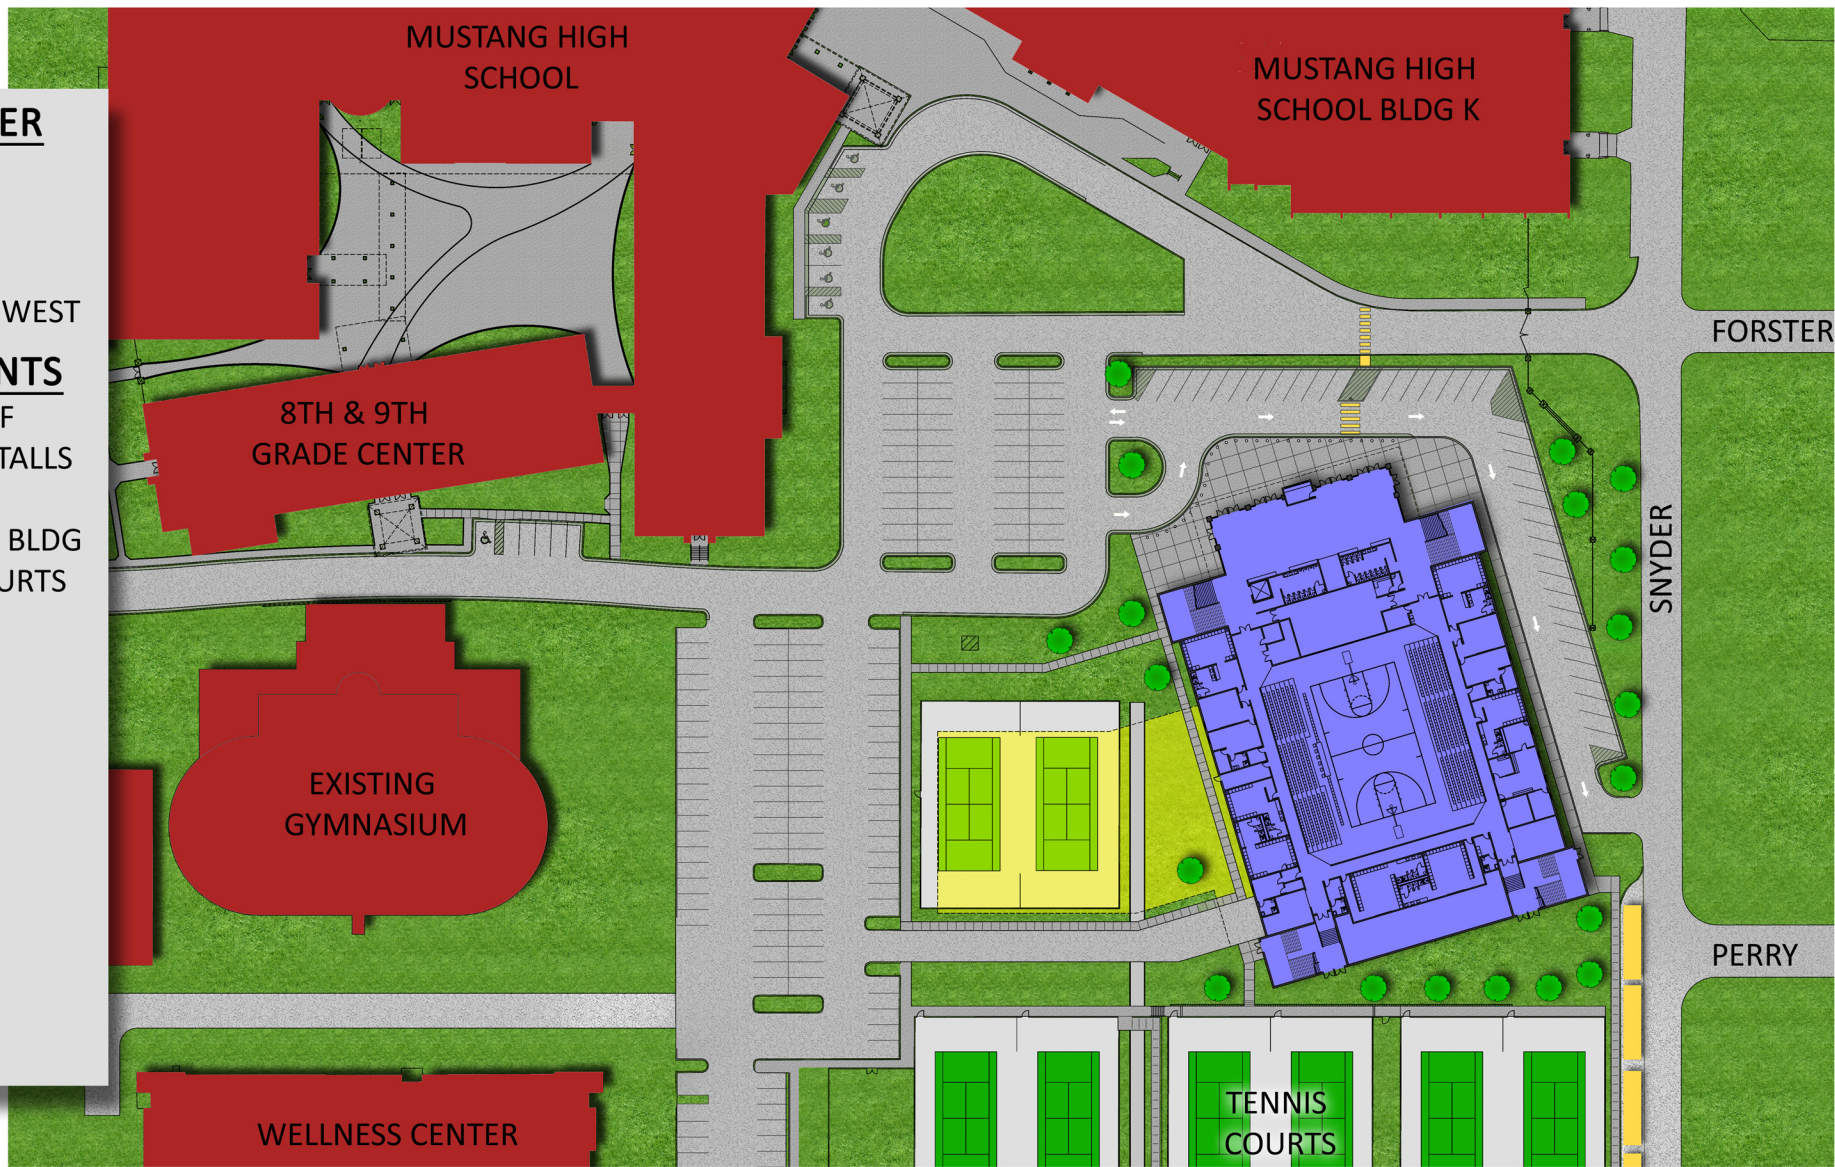 ER
WEST
NTS
F
TALLS
BLDG
URTS
MUSTANG HIGH
SCHOOL
MUSTANG HIGH
SCHOOL BLDG K
FORSTER
8TH & 9TH
GRADE CENTER
SNYDER
EXISTING
GYMNASIUM
PERRY
WELLNESS CENTER
TENNIS
COURTS